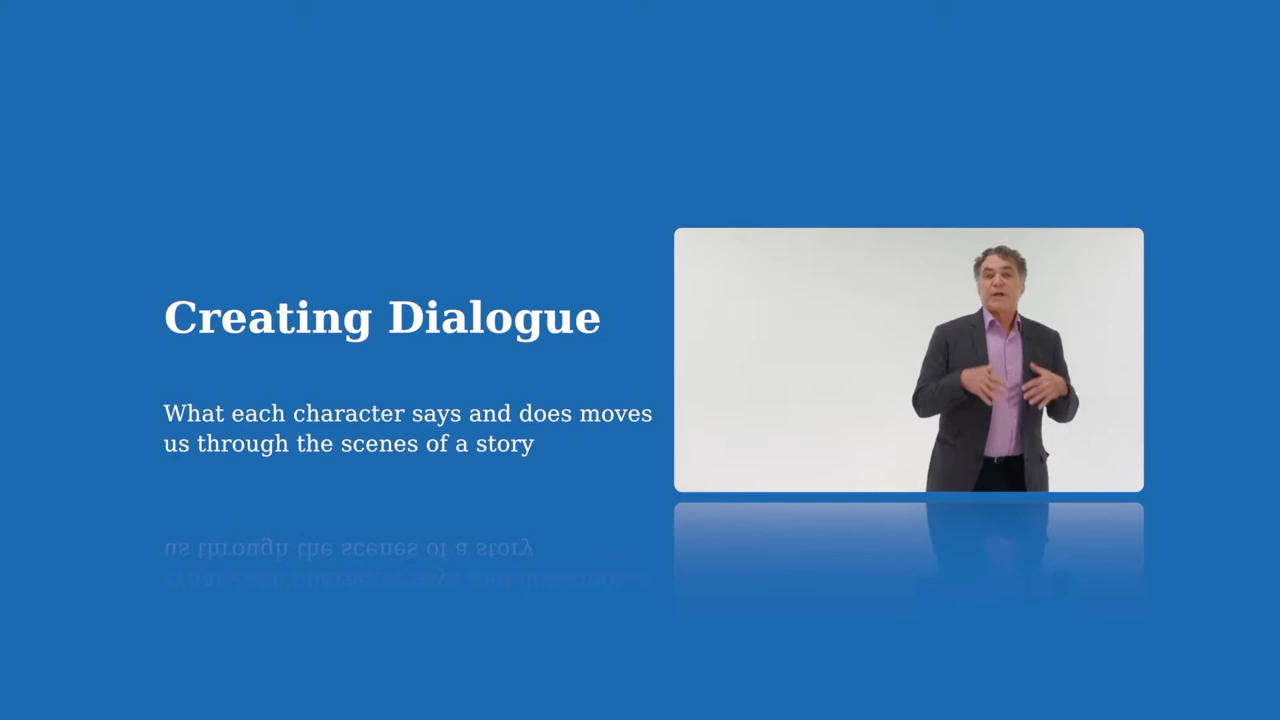 Creating Dialogue
What each character says and does moves
us through the scenes of a story